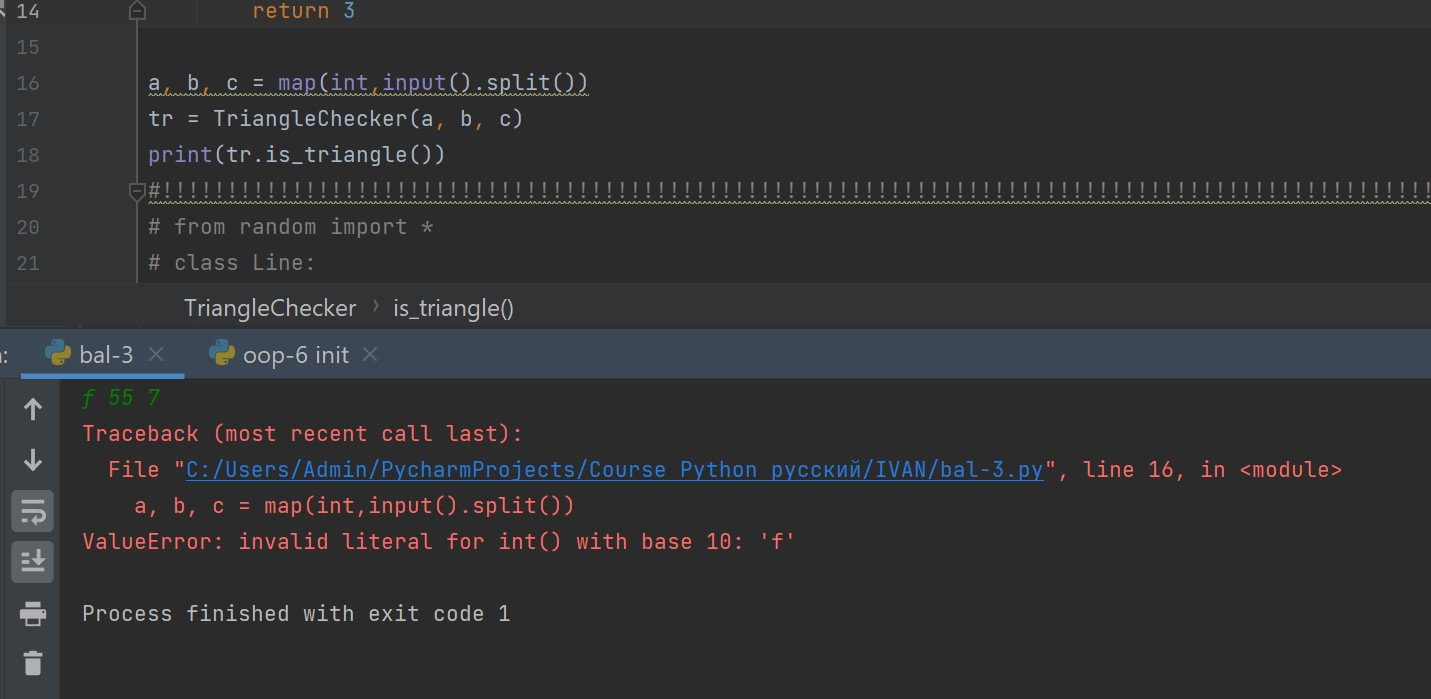 14 return 3
15
16 a, b, c = map(int,input().split())
17 tr = TriangleChecker(a, b, c)
18 print(tr.is_triangle())
19 #!!!!!!!!!!!!!!!!!!!!!!!!!!!!!!!!!!!!!!!!!!!!!!!!!!!!!!!!!!!!!!!!!!!!!!!!!!!!!!!!!!!!!!!!!!!!!!!!!!
20 # from random import *
21 # class Line:
TriangleChecker › is_triangle()
: bal-3 × oop-6 init ×
f 55 7
Traceback (most recent call last):
File "C:/Users/Admin/PycharmProjects/Course Python русский/IVAN/bal-3.py", line 16, in <module>
a, b, c = map(int,input().split())
ValueError: invalid literal for int() with base 10: 'f'
Process finished with exit code 1